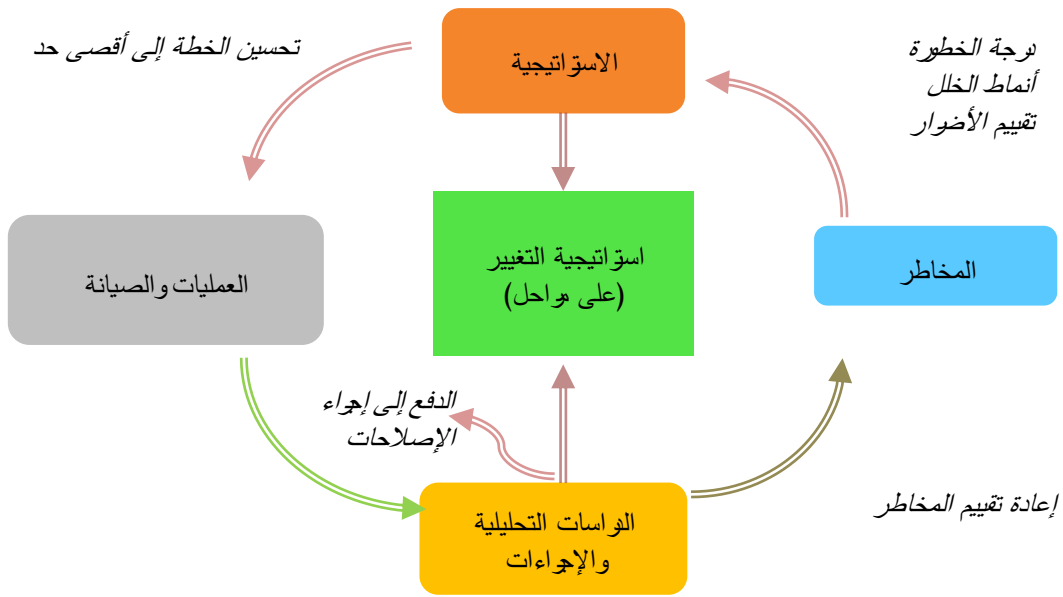 تحسين الخطة إلى أقصى حد
الاستراتيجية
درجة الخطورة
أنماط الخلل
تقييم الأضرار
العمليات والصيانة
استراتيجية التغيير
(على مراحل)
المخاطر
الدفع إلى إجراء
الإصلاحات
الدراسات التحليلية
والإجراءات
إعادة تقييم المخاطر